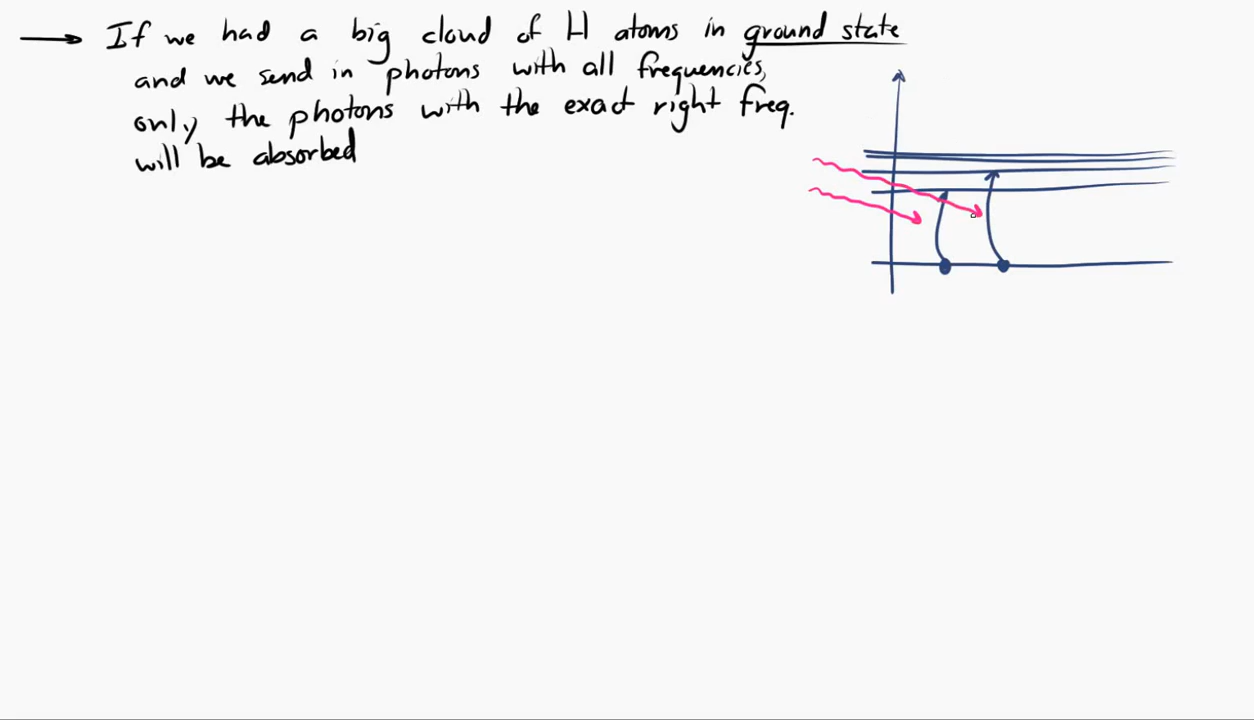 If we had a big cloud of H atoms in ground state
and we send in photons with all frequencies,
only the photons with the exact right freq.
will be absorbed